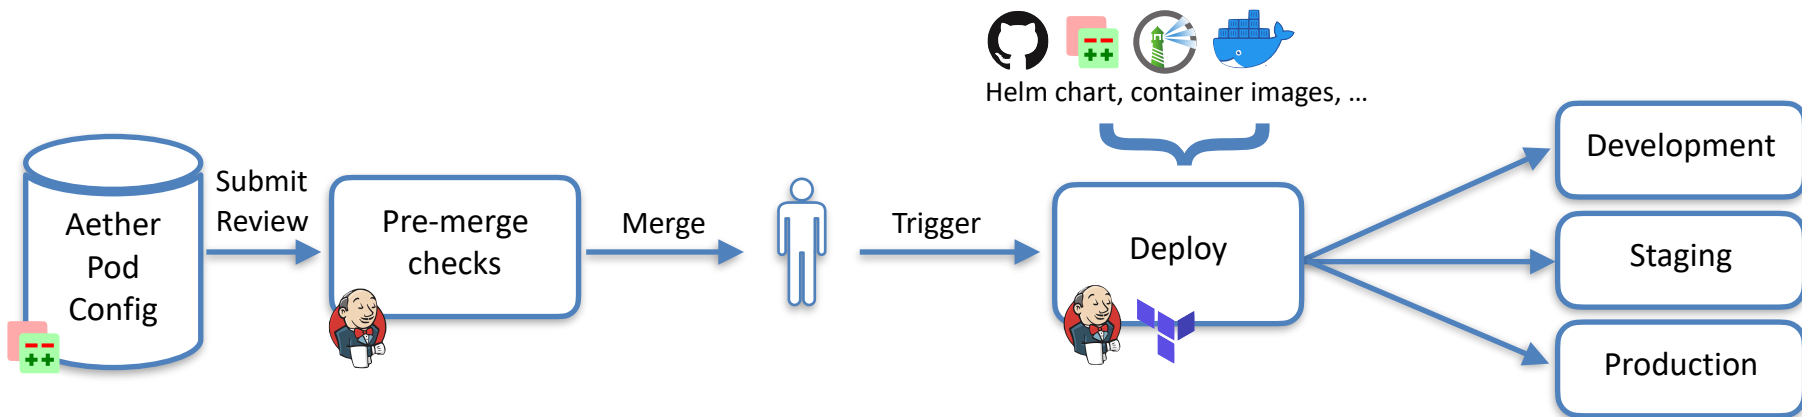 Helm chart, container images, …
Aether
Pod
Config
Submit
Review
Pre-merge
checks
Merge
Trigger
Deploy
Development
Staging
Production